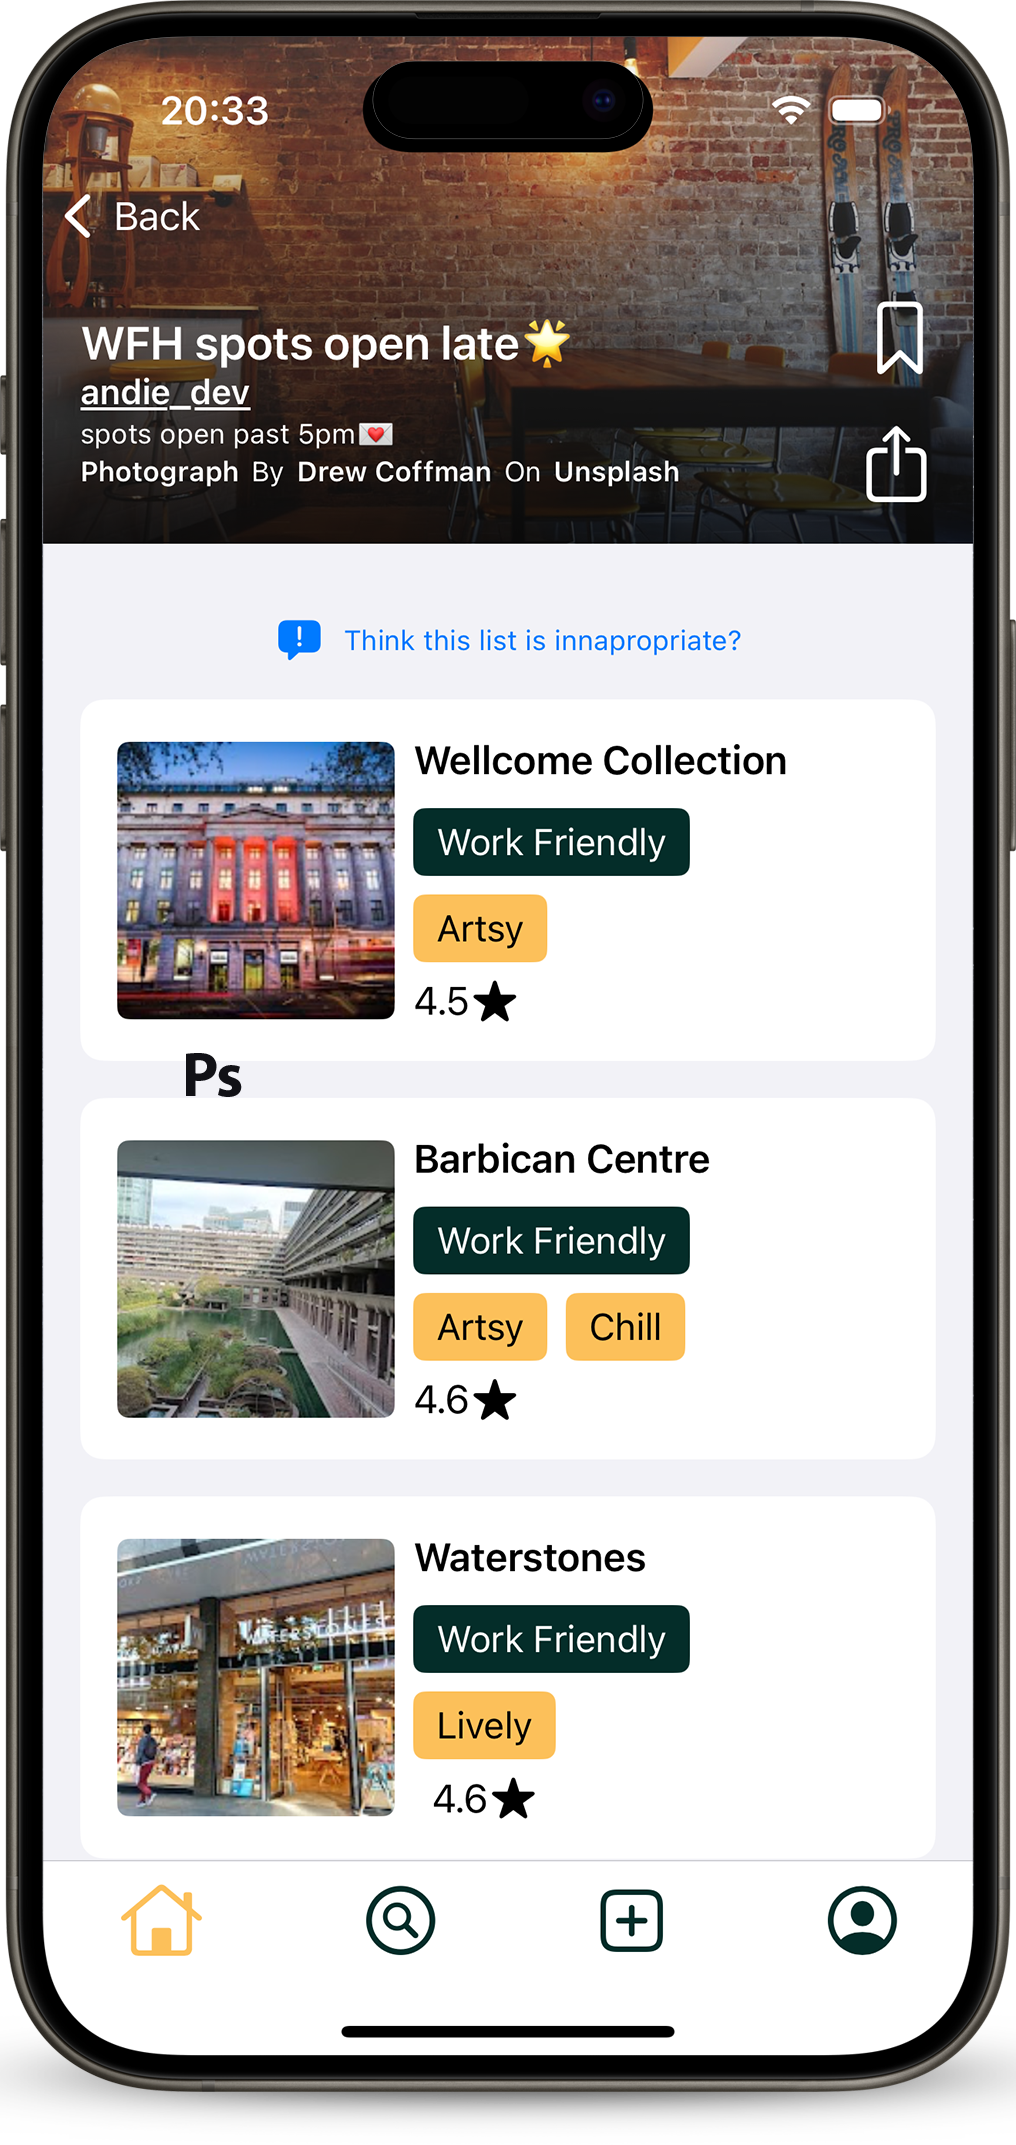 20:33
Back
WFH spots open late🌟
andie_dev
spots open past 5pm💌
Photograph By Drew Coffman On Unsplash
Think this list is innapropriate?
Wellcome Collection
Work Friendly
Artsy
4.5★
Ps
Barbican Centre
Work Friendly
Artsy Chill
4.6★
Waterstones
WATERSTONES
Work Friendly
Lively
4.6★